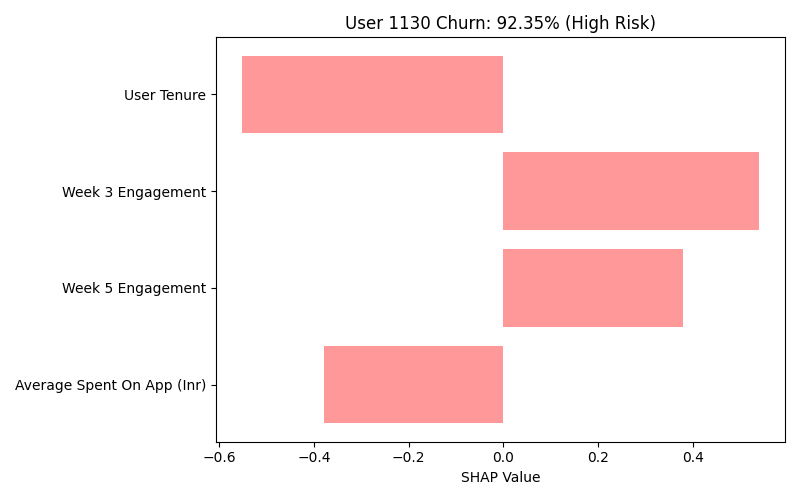 User 1130 Churn: 92.35% (High Risk)
User Tenure
Week 3 Engagement
Week 5 Engagement
Average Spent On App (Inr)
−0.6 −0.4 −0.2 0.0 0.2 0.4
SHAP Value